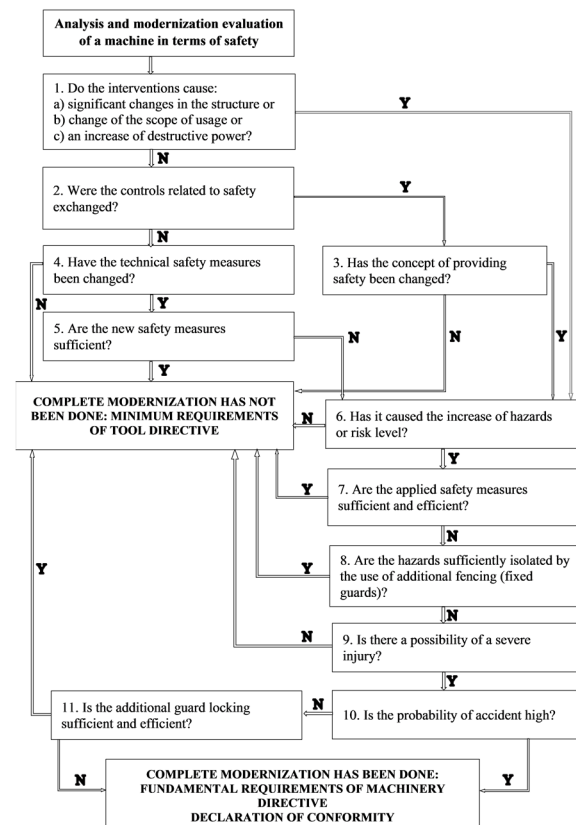 Analysis and modernization evaluation
of a machine in terms of safety
1. Do the interventions cause:
a) significant changes in the structure or
b) change of the scope of usage or
c) an increase of destructive power?
Y
N
2. Were the controls related to safety
exchanged?
Y
N
4. Have the technical safety measures
been changed?
3. Has the concept of providing
safety been changed?
N
Y
5. Are the new safety measures
sufficient?
N
N
Y
Y
COMPLETE MODERNIZATION HAS NOT
BEEN DONE: MINIMUM REQUIREMENTS
OF TOOL DIRECTIVE
N
6. Has it caused the increase of hazards
or risk level?
Y
7. Are the applied safety measures
sufficient and efficient?
Y
N
8. Are the hazards sufficiently isolated by
the use of additional fencing (fixed
guards)?
Y
Y
N
9. Is there a possibility of a severe
injury?
N
Y
11. Is the additional guard locking
sufficient and efficient?
N
10. Is the probability of accident high?
N
Y
COMPLETE MODERNIZATION HAS BEEN DONE:
FUNDAMENTAL REQUIREMENTS OF MACHINERY
DIRECTIVE
DECLARATION OF CONFORMITY